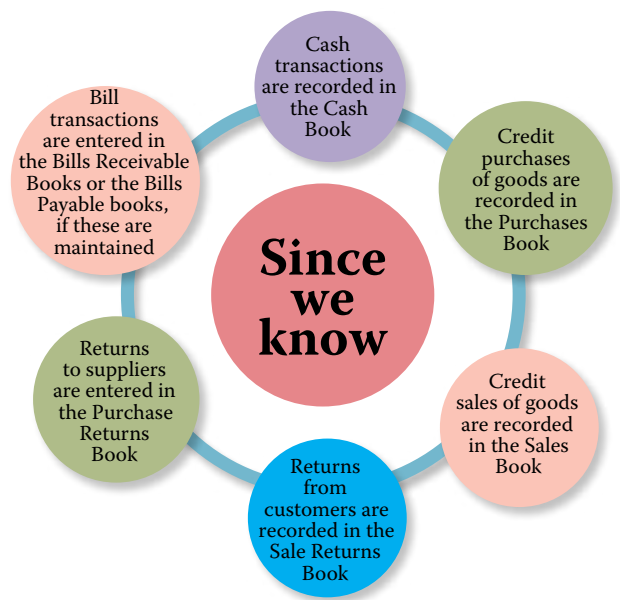 Cash
transactions
are recorded in
the Cash
Book
Credit
purchases
of goods are
recorded in
the Purchases
Book
Credit
sales of goods
are recorded
in the Sales
Book
Returns
from
customers are
recorded in the
Sale Returns
Book
Returns
to suppliers
are entered in
the Purchase
Returns
Book
Bill
transactions
are entered in
the Bills Receivable
Books or the Bills
Payable books,
if these are
maintained
Since
we
know